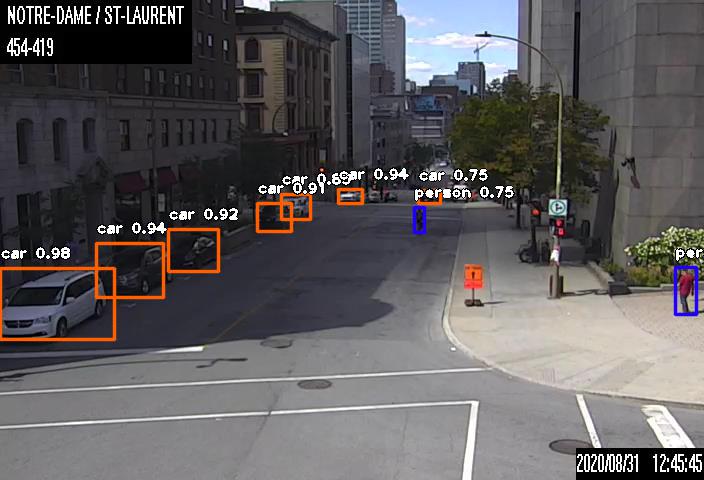 NOTRE-DAME / ST-LAURENT
454-419
car 0.94
car 0.75
car 0.91
person 0.75
car 0.92
car 0.94
car 0.98
per
2020/08/31 12:45:45